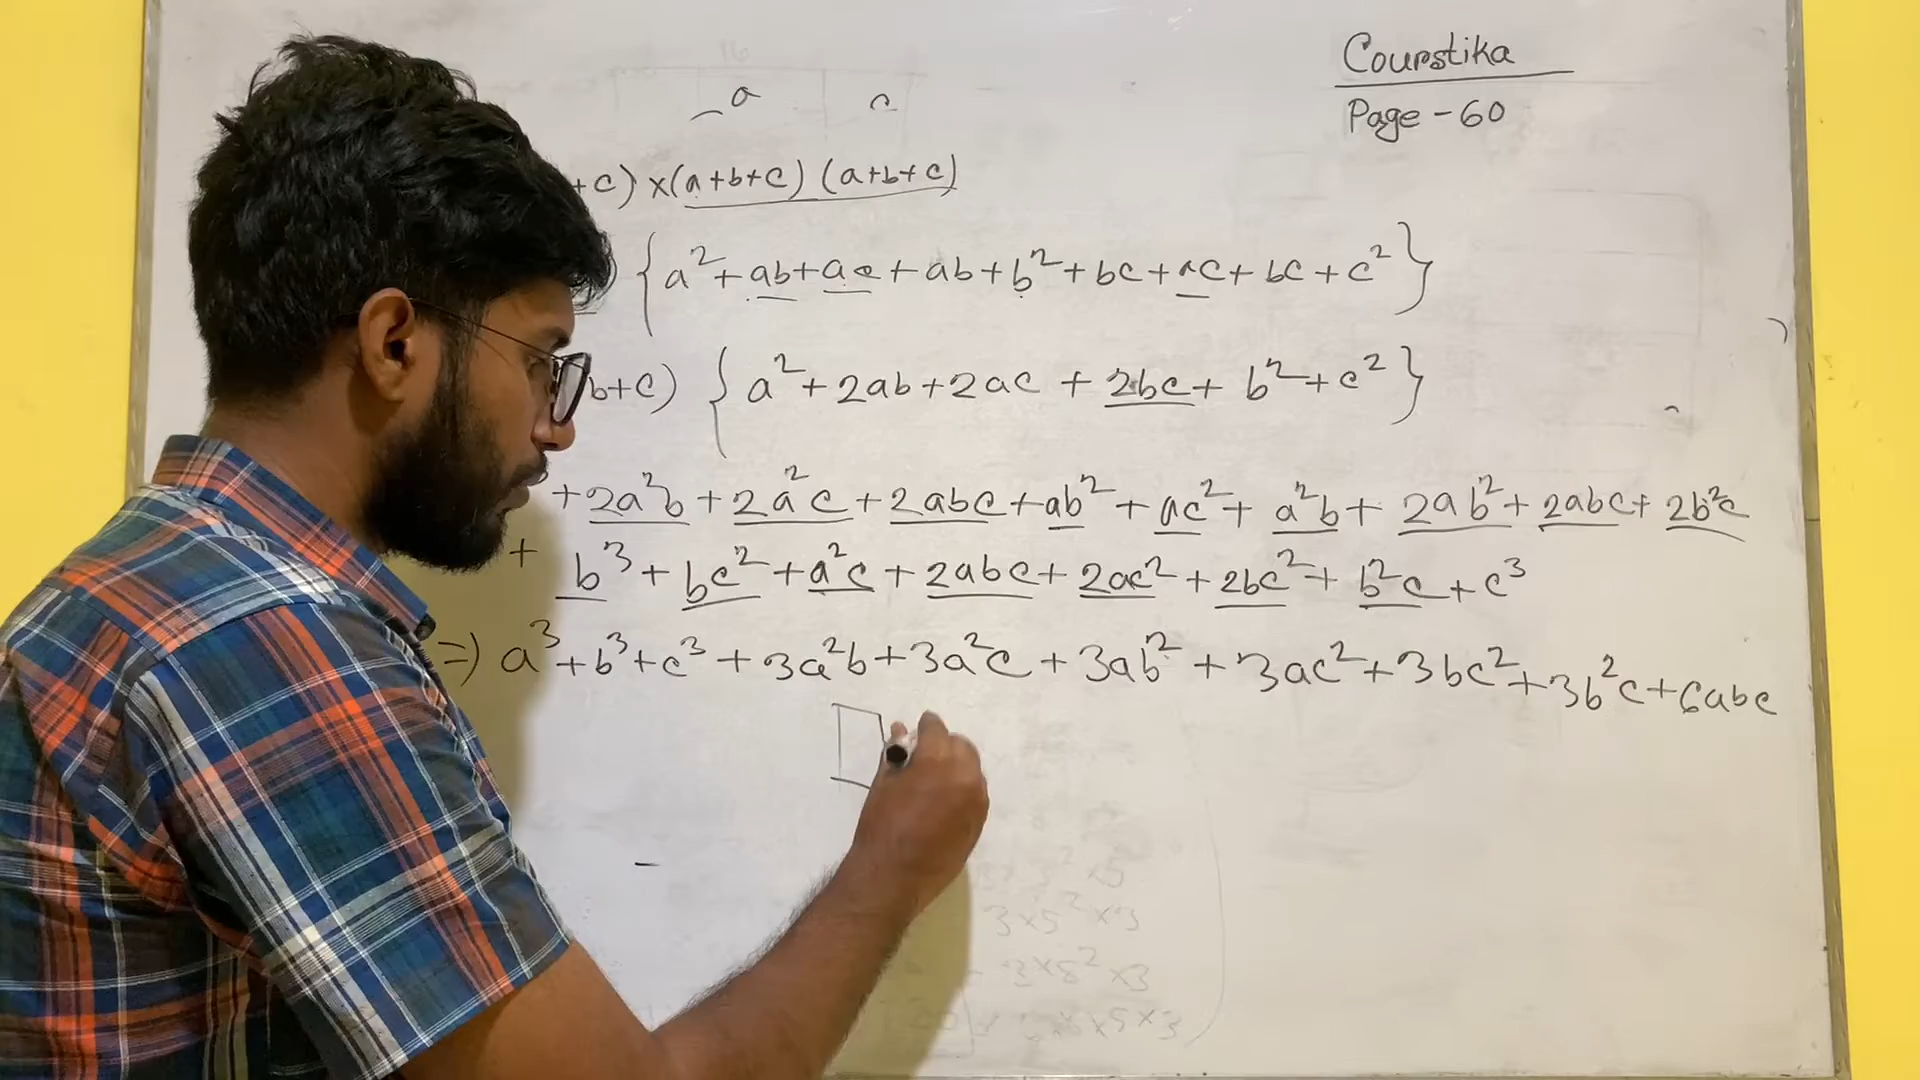 Courstika
Page - 60
a c
+c) x(a+b+c) (a+b+c)
{a²+ab+ac+ab+b²+bc+ac+bc+c²}
b+c) {a²+2ab+2ac+2bc+b²+c²}
+2a²b+2a²c+2abc+ab²+ac²+a²b+2ab²+2abc+2b²c
+b³+bc²+a²c+2abc+2ac²+2bc²+b²c+c³
=) a³+b³+c³+3a²b+3a²c+3ab²+3ac²+3bc²+3b²c+6abc
3x5²x3
3x5²x3